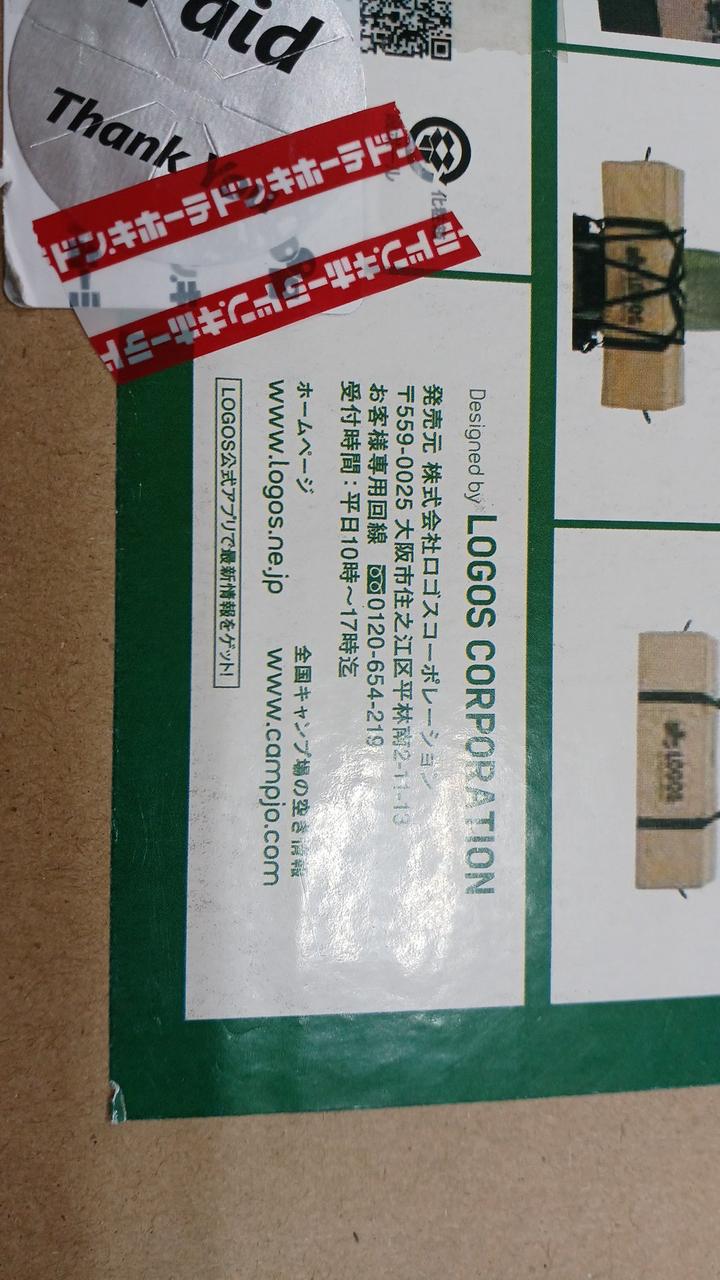 Paid
Thank you
ドン.キホーテ
ドン.キホーテ
Designed by LOGOS CORPORATION
発売元 株式会社ロゴスコーポレーション
〒559-0025 大阪市住之江区平林南2-11-13
お客様専用回線 0120-654-219
受付時間：平日10時～17時迄
ホームページ
www.logos.ne.jp
全国キャンプ場の空き情報
www.campjo.com
LOGOS公式アプリで最新情報をゲット!
LOGOS
LOGOS